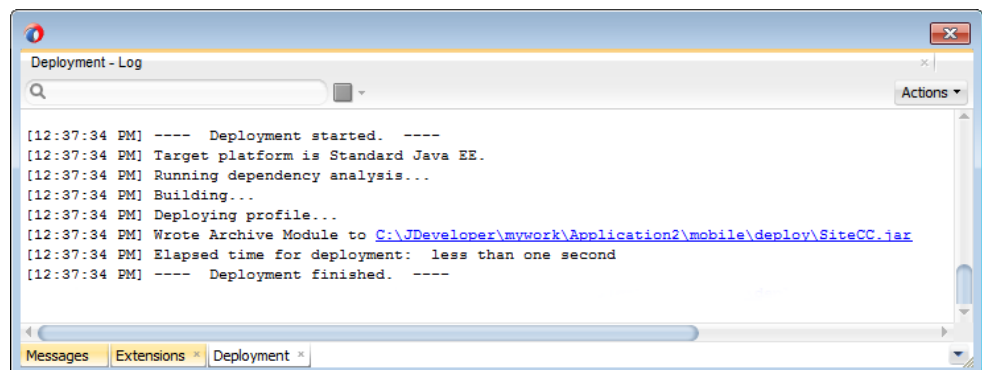 Deployment - Log
Actions
[12:37:34 PM] ----  Deployment started.  ----
[12:37:34 PM] Target platform is Standard Java EE.
[12:37:34 PM] Running dependency analysis...
[12:37:34 PM] Building...
[12:37:34 PM] Deploying profile...
[12:37:34 PM] Wrote Archive Module to C:\JDeveloper\mywork\Application2\mobile\deploy\SiteCC.jar
[12:37:34 PM] Elapsed time for deployment:  less than one second
[12:37:34 PM] ----  Deployment finished.  ----
Messages Extensions Deployment